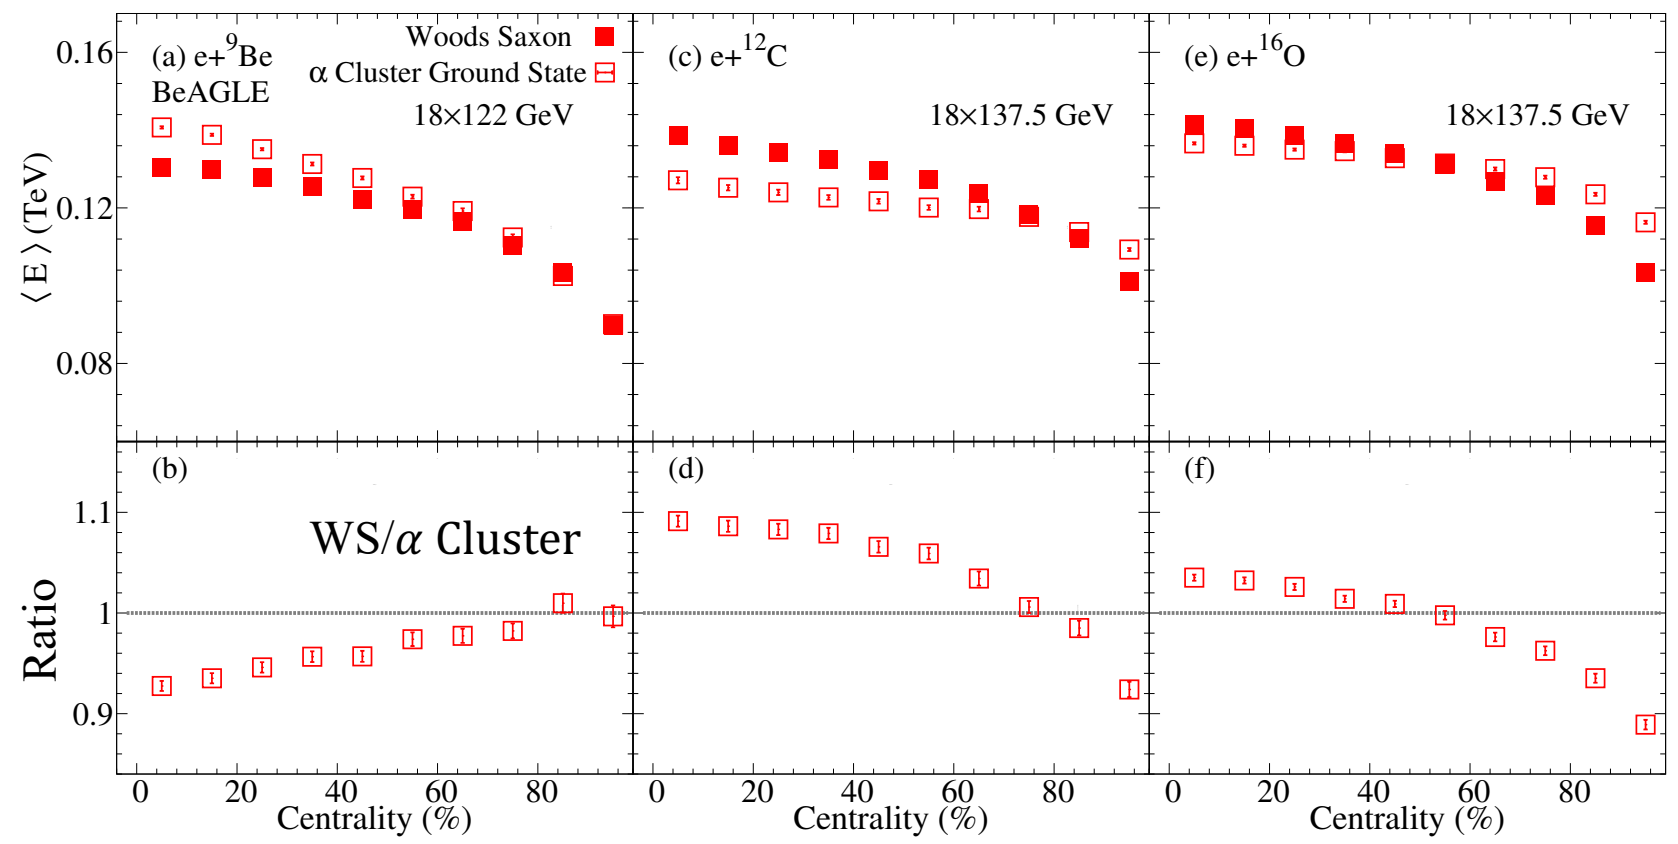 (a) e+⁹Be
BeAGLE
Woods Saxon
α Cluster Ground State
18×122 GeV
(c) e+¹²C
18×137.5 GeV
(e) e+¹⁶O
18×137.5 GeV
⟨ E ⟩ (TeV)
0.16
0.12
0.08
(b)
WS/α Cluster
(d)
(f)
Ratio
1.1
1
0.9
0 20 40 60 80
0 20 40 60 80
0 20 40 60 80
Centrality (%)
Centrality (%)
Centrality (%)